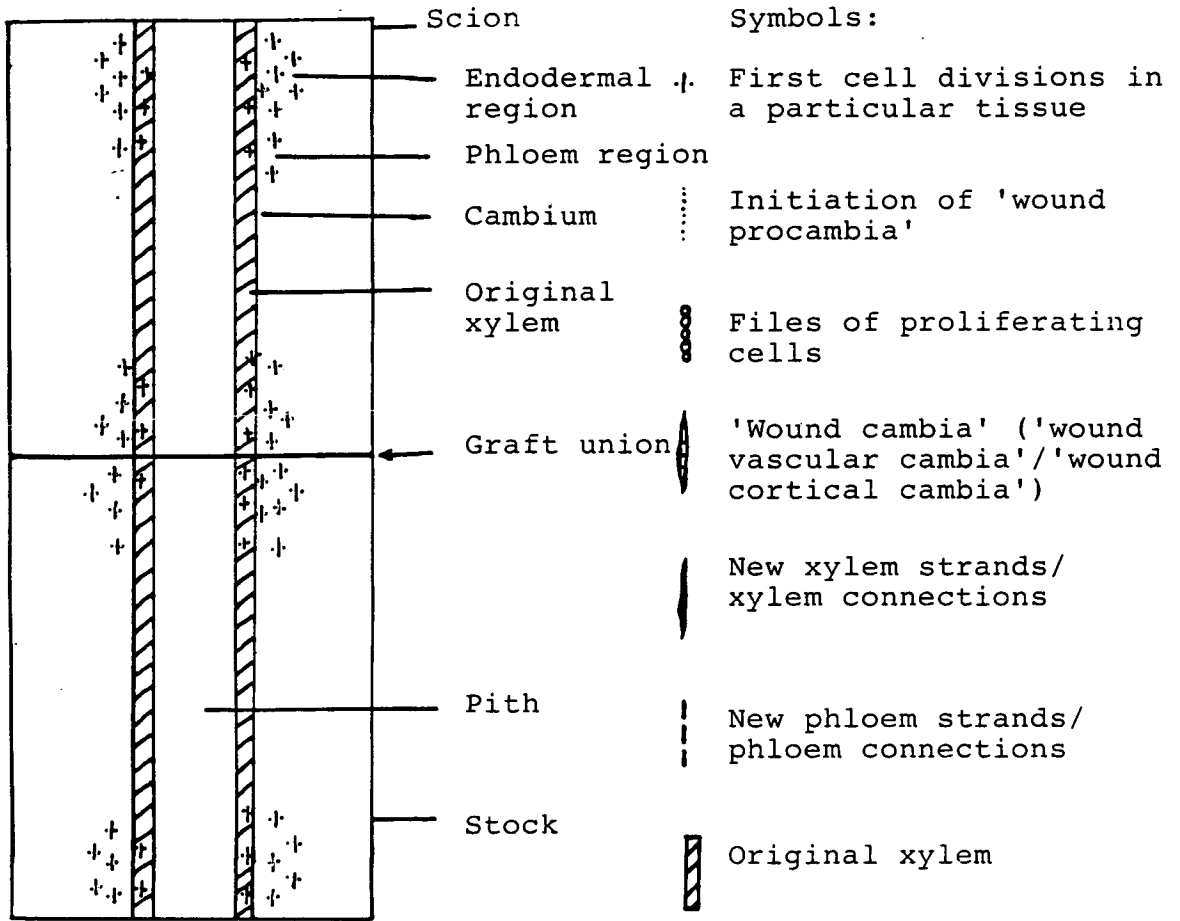 Scion
Endodermal
region
Phloem region
Cambium
Original
xylem
Graft union
Pith
Stock
Symbols:
First cell divisions in
a particular tissue
Initiation of 'wound
procambia'
Files of proliferating
cells
'Wound cambia' ('wound
vascular cambia'/'wound
cortical cambia')
New xylem strands/
xylem connections
New phloem strands/
phloem connections
Original xylem